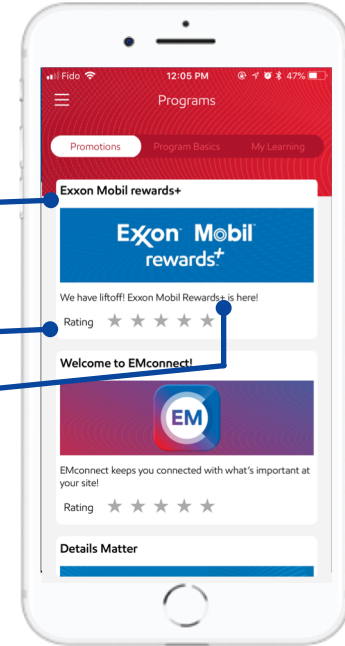 Fido 12:05 PM 47%
Programs
Promotions Program Basics My Learning
Exxon Mobil rewards+
Exxon Mobil
rewards+
We have liftoff! Exxon Mobil Rewards+ is here!
Rating
Welcome to EMconnect!
EM
EMconnect keeps you connected with what's important at
your site!
Rating
Details Matter